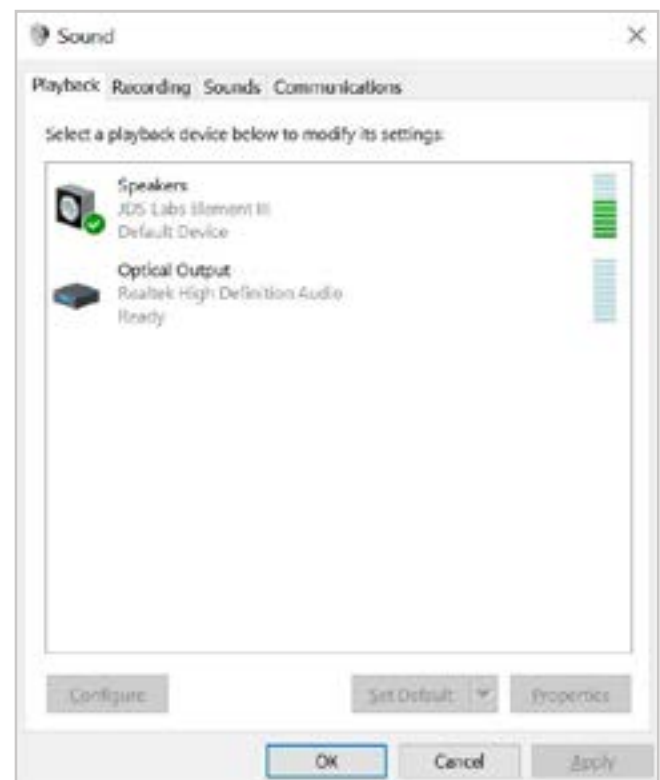 Sound
Playback Recording Sounds Communications
Select a playback device below to modify its settings:
Speakers
JDS Labs Element III
Default Device
Optical Output
Realtek High Definition Audio
Ready
Configure Set Default Properties
OK Cancel Apply